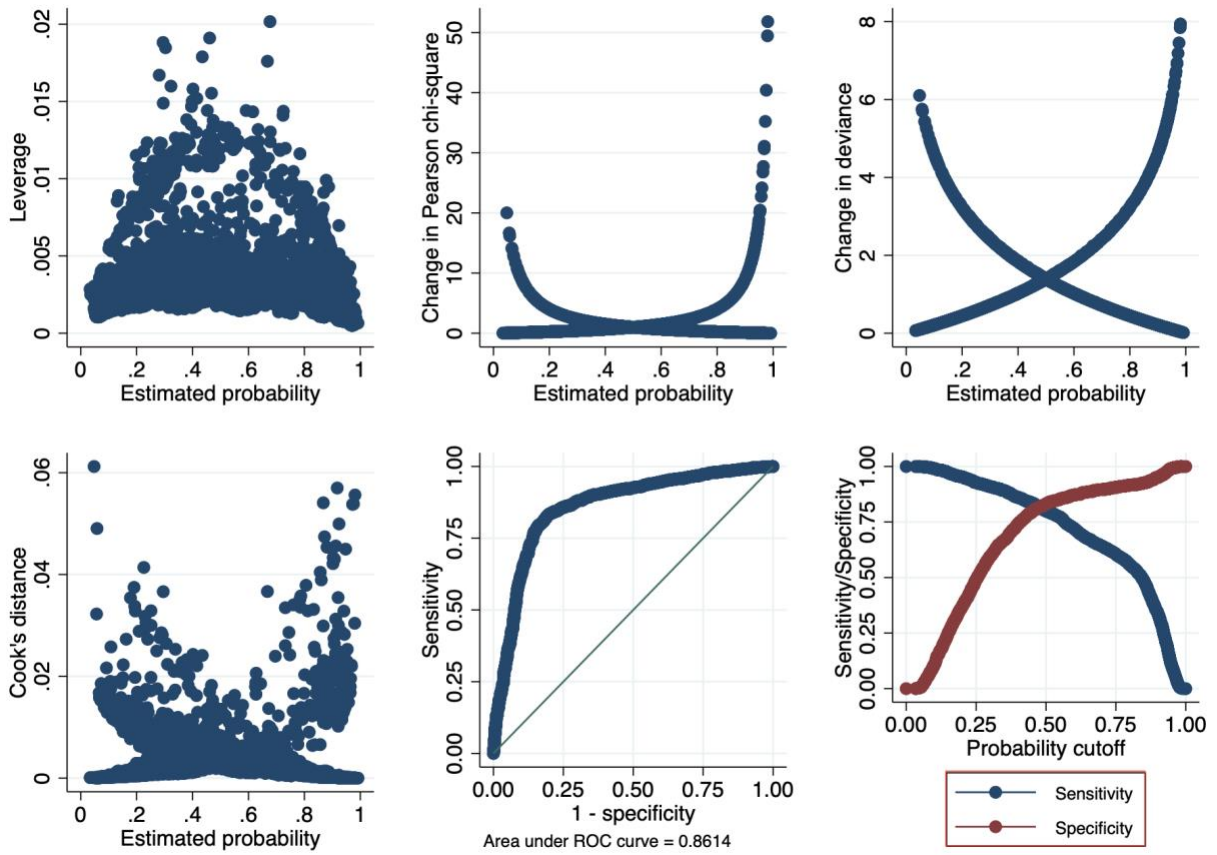 Leverage
.02
.015
.01
.005
0
0 .2 .4 .6 .8 1
Estimated probability
Change in Pearson chi-square
50
40
30
20
10
0
0 .2 .4 .6 .8 1
Estimated probability
Change in deviance
8
6
4
2
0
0 .2 .4 .6 .8 1
Estimated probability
Cook's distance
.06
.04
.02
0
0 .2 .4 .6 .8 1
Estimated probability
Sensitivity
1.00
0.75
0.50
0.25
0.00
0.00 0.25 0.50 0.75 1.00
1 - specificity
Area under ROC curve = 0.8614
Sensitivity/Specificity
1.00
0.75
0.50
0.25
0.00
0.00 0.25 0.50 0.75 1.00
Probability cutoff
Sensitivity
Specificity